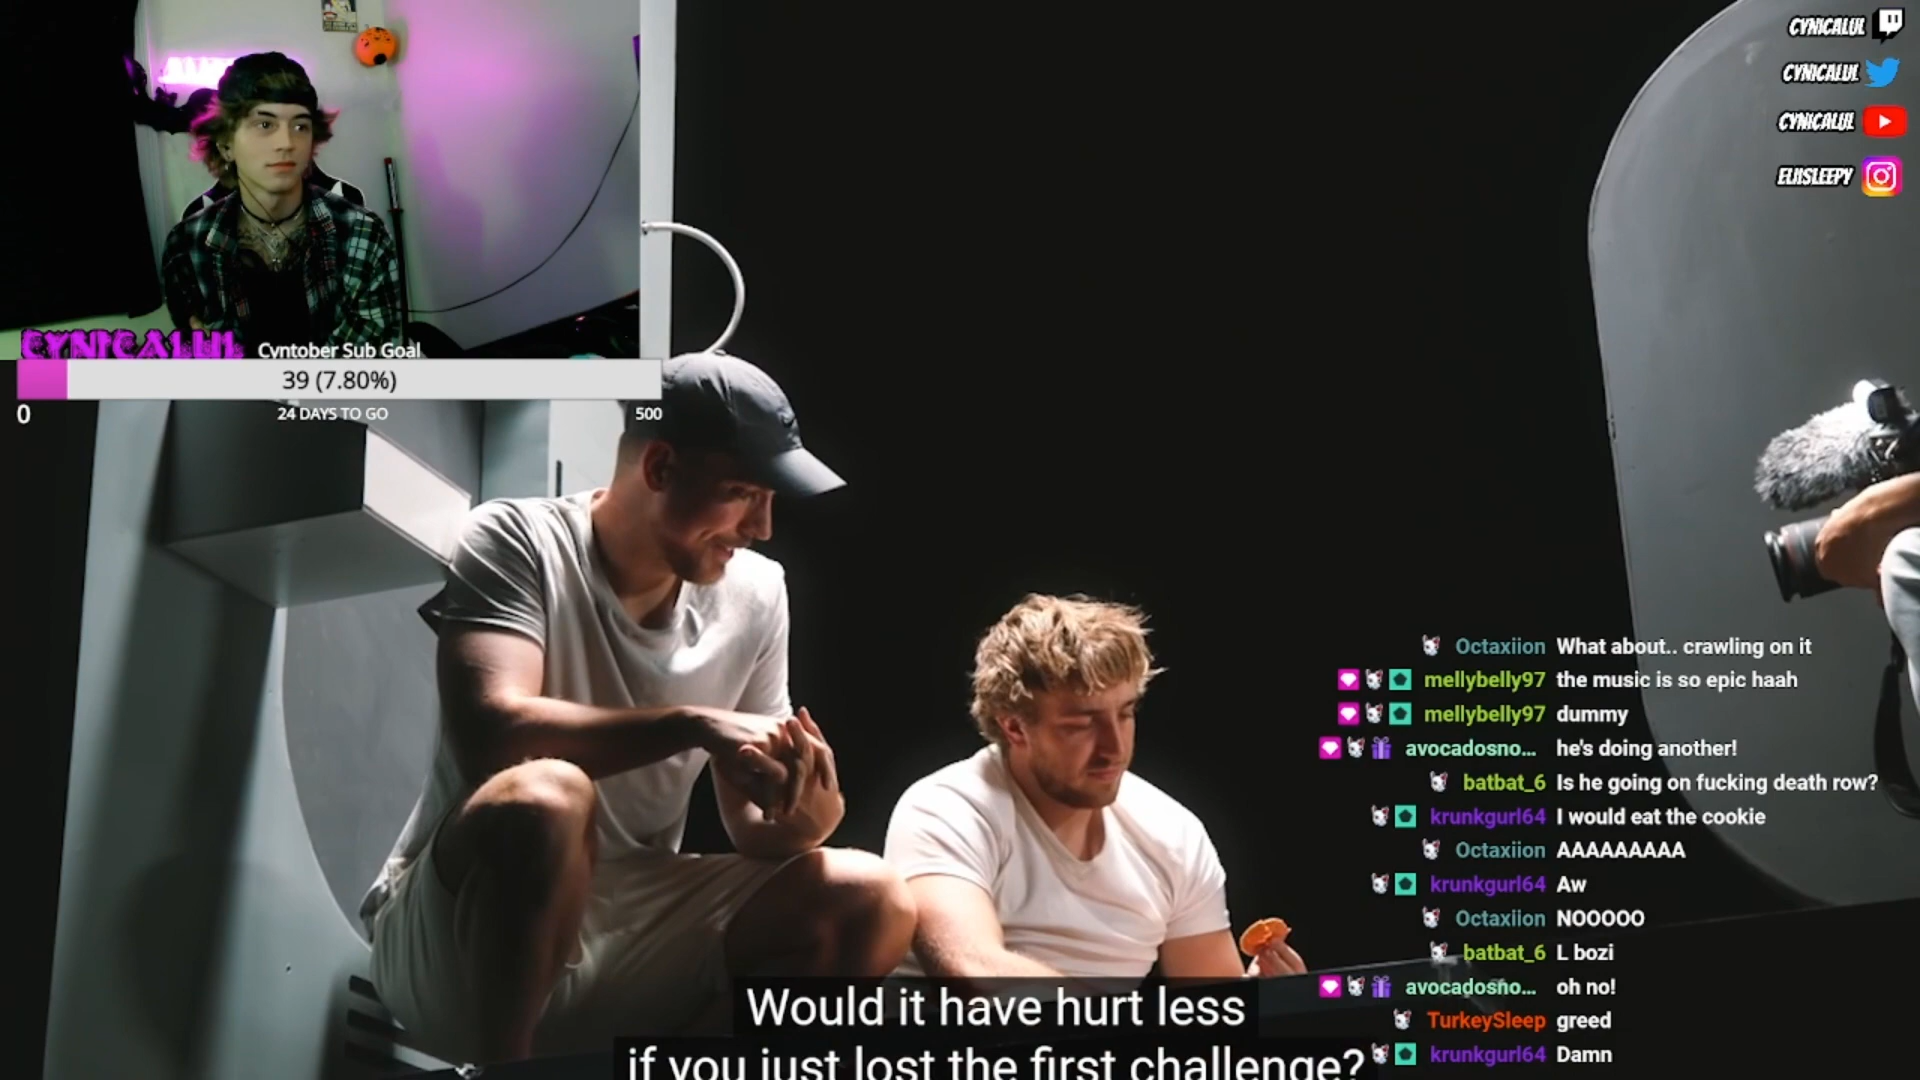 CYNICALUL
CYNICALUL
CYNICALUL
ELIISLEEPY
CYNICALUL
Cyntober Sub Goal
39 (7.80%)
0
24 DAYS TO GO
500
Octaxiion What about.. crawling on it
mellybelly97 the music is so epic haah
mellybelly97 dummy
avocadosno... he's doing another!
batbat_6 Is he going on fucking death row?
krunkgurl64 I would eat the cookie
Octaxiion AAAAAAAAA
krunkgurl64 Aw
Octaxiion NOOOOO
batbat_6 L bozi
avocadosno... oh no!
TurkeySleep greed
krunkgurl64 Damn
Would it have hurt less
if you just lost the first challenge?